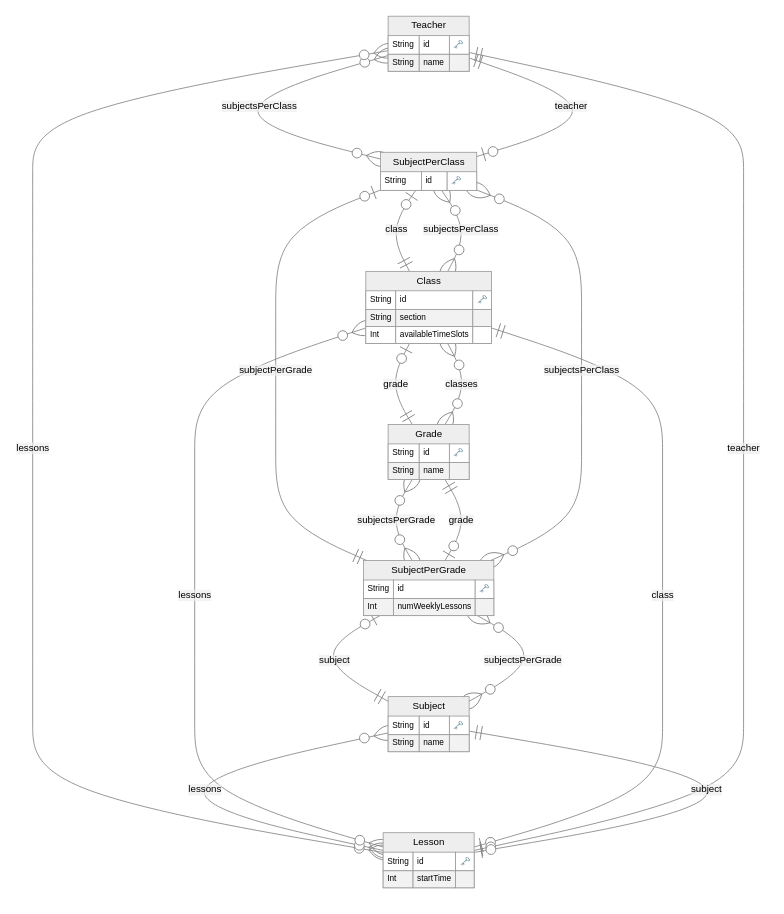 Teacher
String id
String name
subjectsPerClass
teacher
SubjectPerClass
String id
class
subjectsPerClass
Class
String id
String section
Int availableTimeSlots
subjectPerGrade
subjectsPerClass
grade
classes
Grade
String id
String name
lessons
teacher
subjectsPerGrade
grade
SubjectPerGrade
String id
Int numWeeklyLessons
lessons
class
subject
subjectsPerGrade
Subject
String id
String name
lessons
subject
Lesson
String id
Int startTime